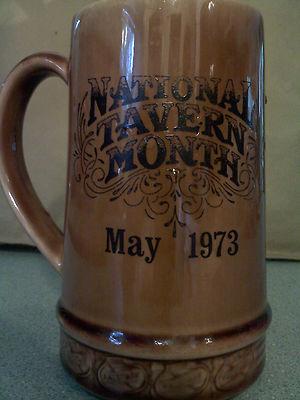 NATIONAL
TAVERN
MONTH
May 1973